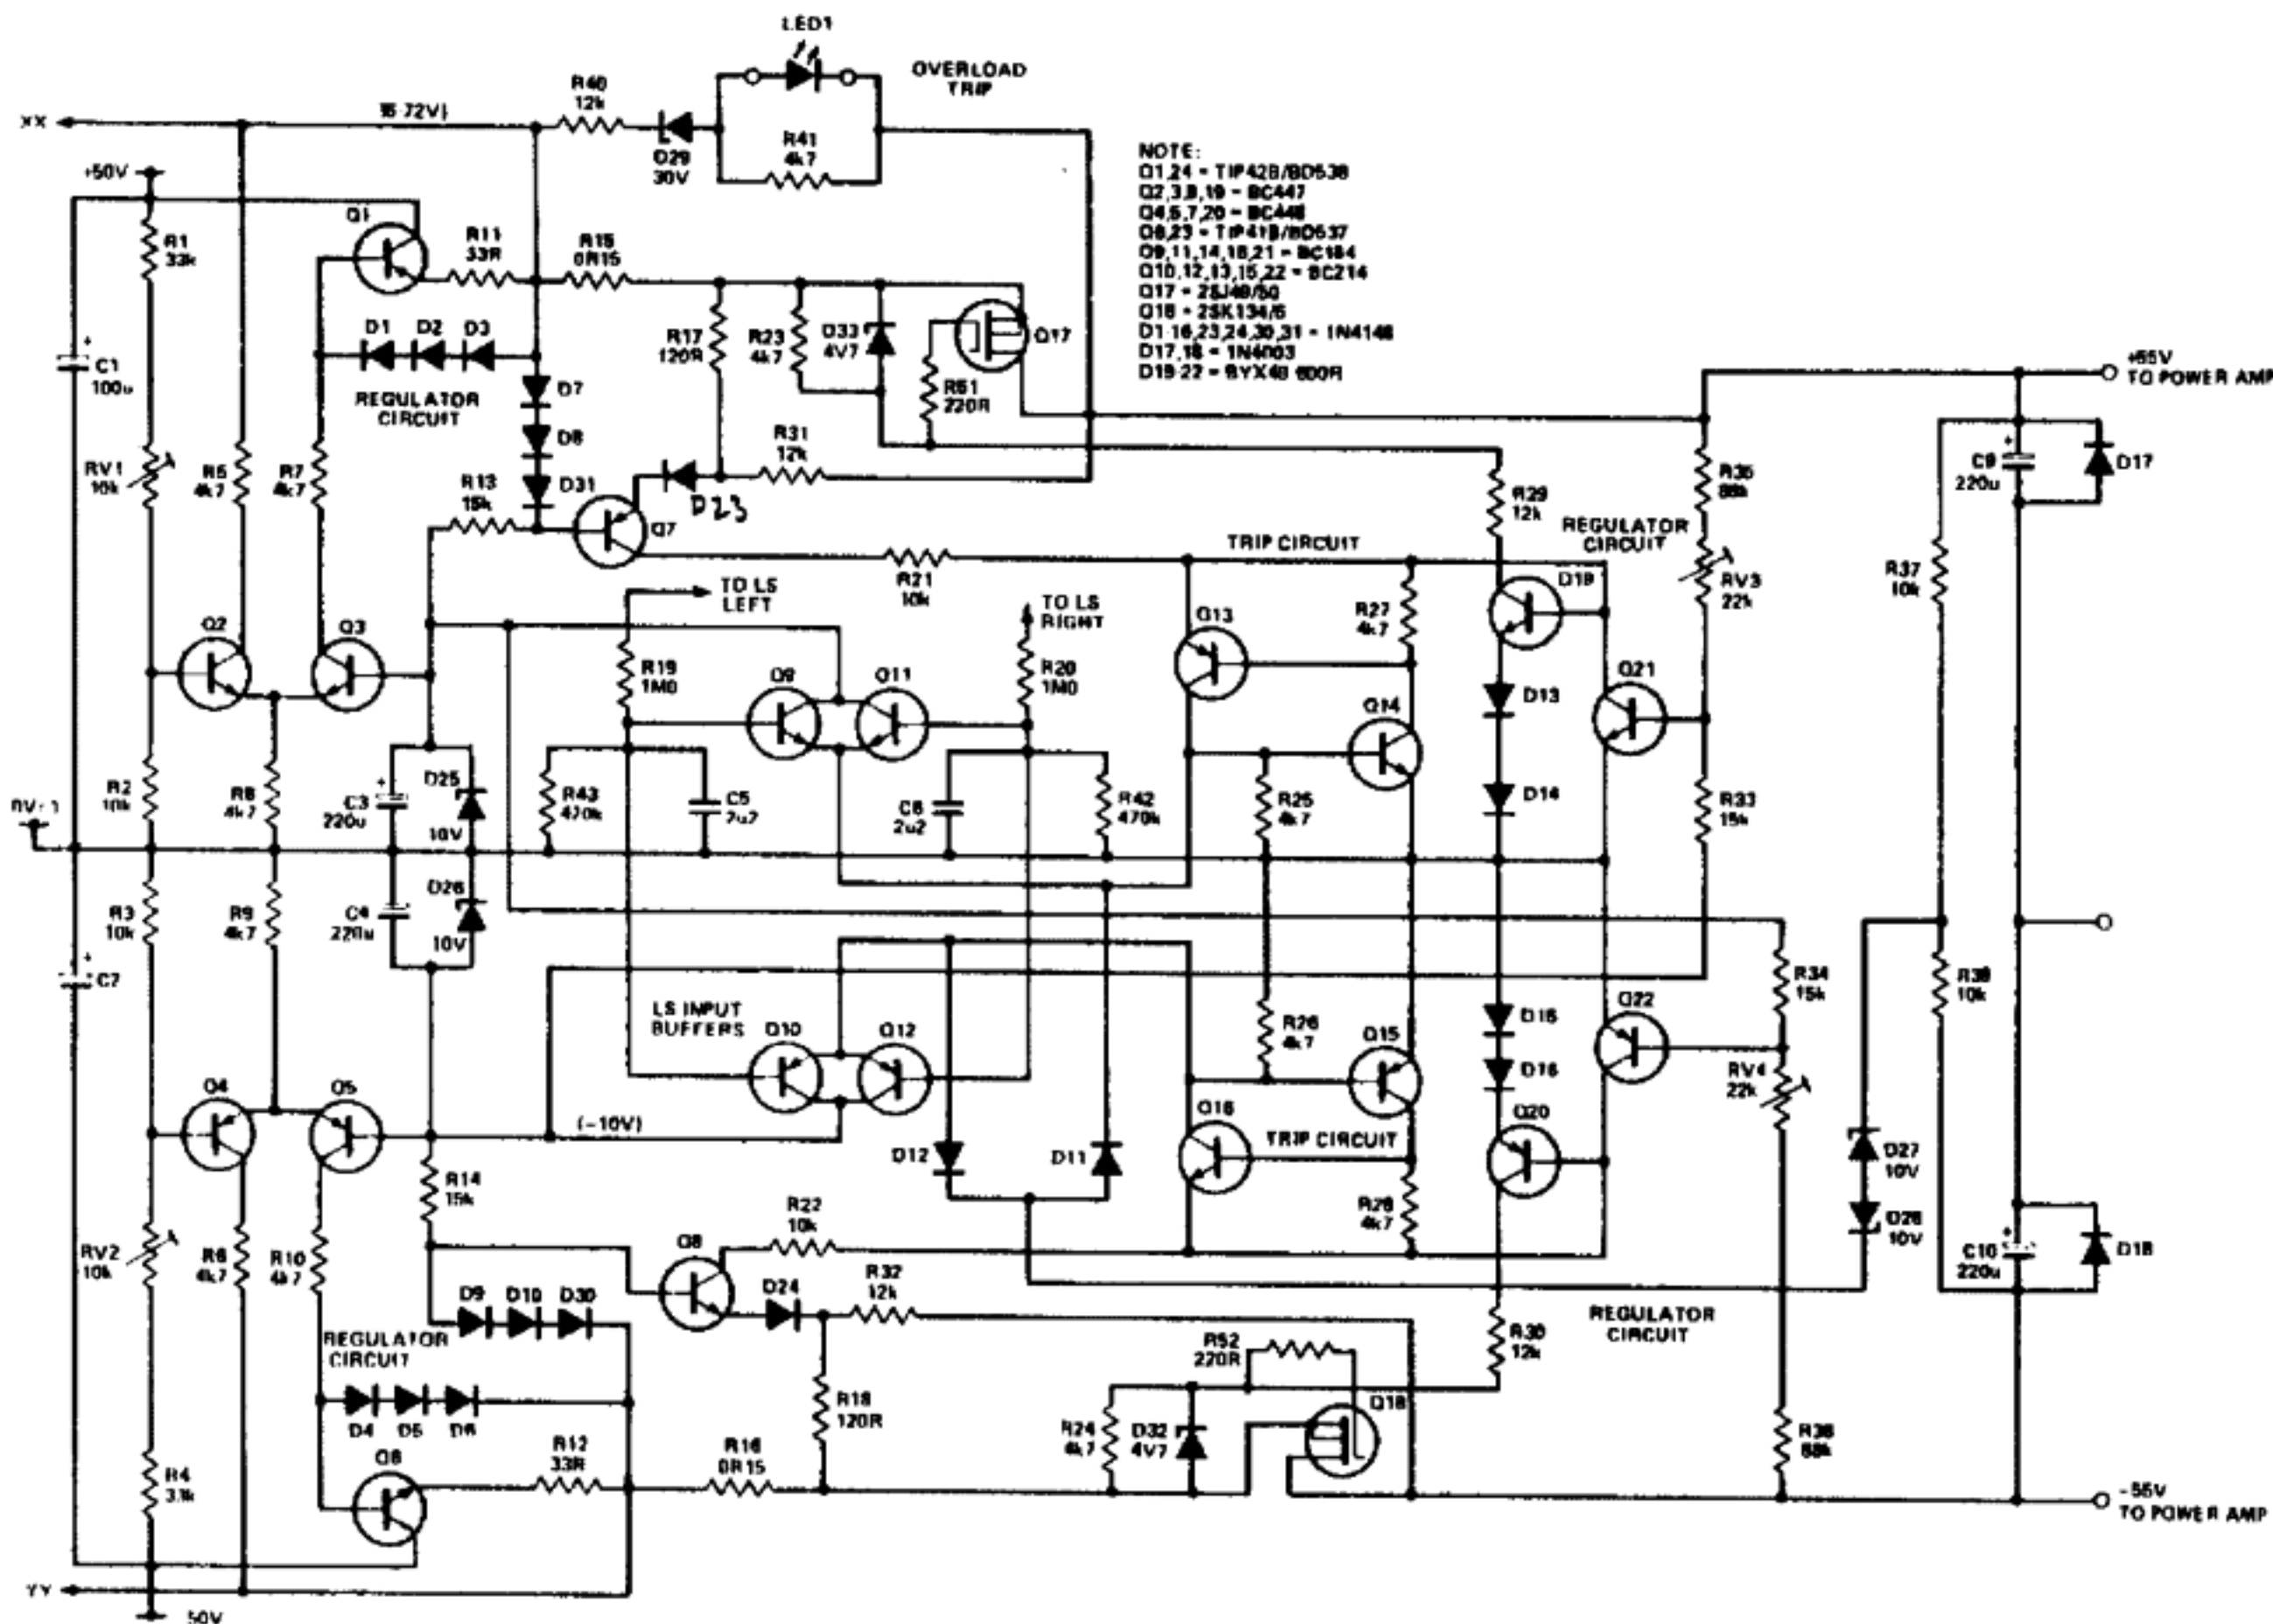 LED1
OVERLOAD
TRIP
R40
12k
XX
D29
30V
R41
4k7
+50V
NOTE:
Q1,24 = TIP42B/BD538
Q2,3,8,19 = BC447
Q4,5,7,20 = BC448
Q6,23 = TIP41B/BD537
Q9,11,14,16,21 = BC184
Q10,12,13,15,22 = BC214
Q17 = 2SJ49/50
Q18 = 2SK134/5
D1-16,23,24,30,31 = 1N4148
D17,18 = 1N4003
D19-22 = BYX48 600R
Q1
R11
33R
R15
0R15
R1
33k
D1
D2
D3
R17
120R
R23
4k7
D33
4V7
Q17
R51
220R
C1
100u
REGULATOR
CIRCUIT
D7
D8
D31
+55V
TO POWER AMP
RV1
10k
R5
4k7
R7
4k7
R13
15k
R31
12k
D23
Q7
R35
88k
C9
220u
D17
R29
12k
REGULATOR
CIRCUIT
TRIP CIRCUIT
R21
10k
R37
10k
RV3
22k
D19
TO LS
LEFT
TO LS
RIGHT
Q2
Q3
Q13
R27
4k7
R19
1M0
Q9
Q11
R20
1M0
Q14
D13
Q21
R2
10k
R8
4k7
C3
220u
D25
10V
R43
470k
C5
2u2
C6
2u2
R42
470k
R25
4k7
D14
R33
15k
R3
10k
R9
4k7
C4
220u
D26
10V
C2
R34
15k
R38
10k
LS INPUT
BUFFERS
Q10
Q12
R26
4k7
Q15
D15
D16
Q22
RV4
22k
Q4
Q5
(-10V)
D12
D11
Q16
TRIP CIRCUIT
Q20
D27
10V
R14
15k
R22
10k
R28
4k7
D28
10V
RV2
10k
R6
4k7
R10
4k7
Q8
D24
R32
12k
C10
220u
D18
D9
D10
D30
REGULATOR
CIRCUIT
REGULATOR
CIRCUIT
R52
220R
R30
12k
D4
D5
D6
R18
120R
R24
4k7
D32
4V7
Q18
R36
88k
R4
Q6
R12
33R
R16
0R15
-55V
TO POWER AMP
YY
50V